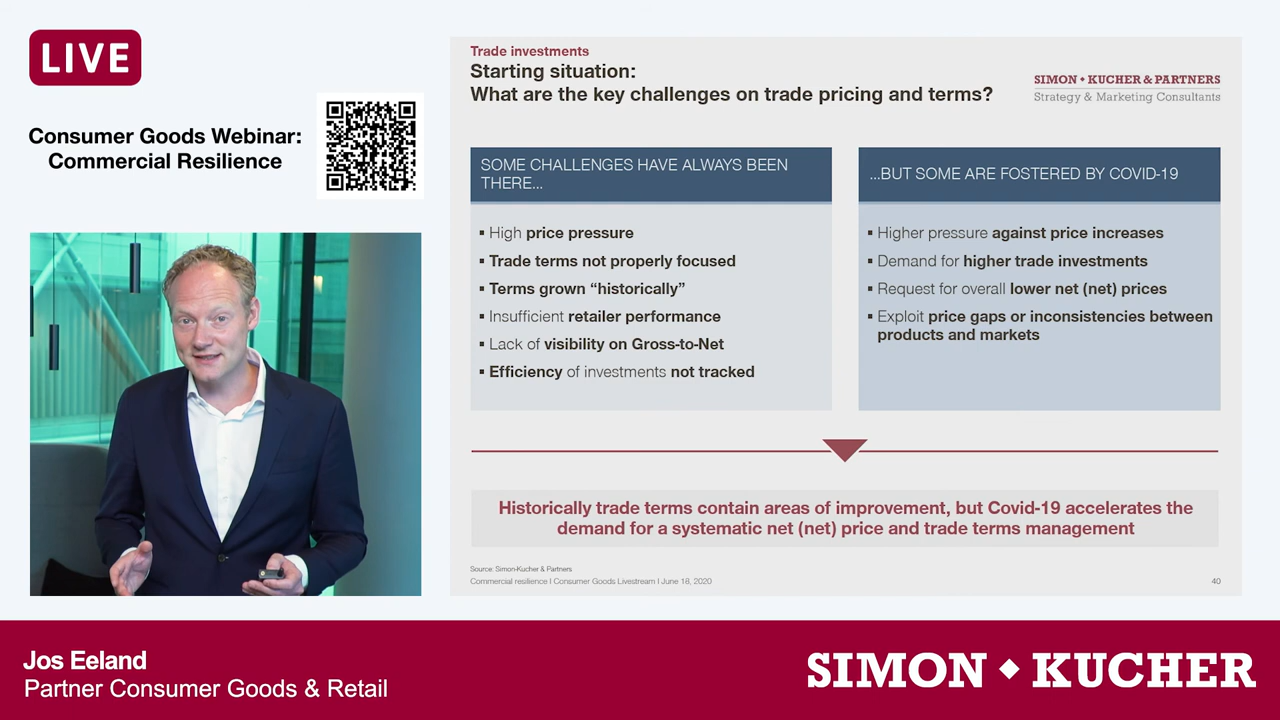 LIVE
Consumer Goods Webinar:
Commercial Resilience
Trade investments
Starting situation:
What are the key challenges on trade pricing and terms?
SIMON ◆ KUCHER & PARTNERS
Strategy & Marketing Consultants
SOME CHALLENGES HAVE ALWAYS BEEN
THERE...
▪ High price pressure
▪ Trade terms not properly focused
▪ Terms grown “historically”
▪ Insufficient retailer performance
▪ Lack of visibility on Gross-to-Net
▪ Efficiency of investments not tracked
...BUT SOME ARE FOSTERED BY COVID-19
▪ Higher pressure against price increases
▪ Demand for higher trade investments
▪ Request for overall lower net (net) prices
▪ Exploit price gaps or inconsistencies between
products and markets
Historically trade terms contain areas of improvement, but Covid-19 accelerates the
demand for a systematic net (net) price and trade terms management
Source: Simon-Kucher & Partners
Commercial resilience I Consumer Goods Livestream I June 18, 2020
40
Jos Eeland
Partner Consumer Goods & Retail
SIMON ◆ KUCHER